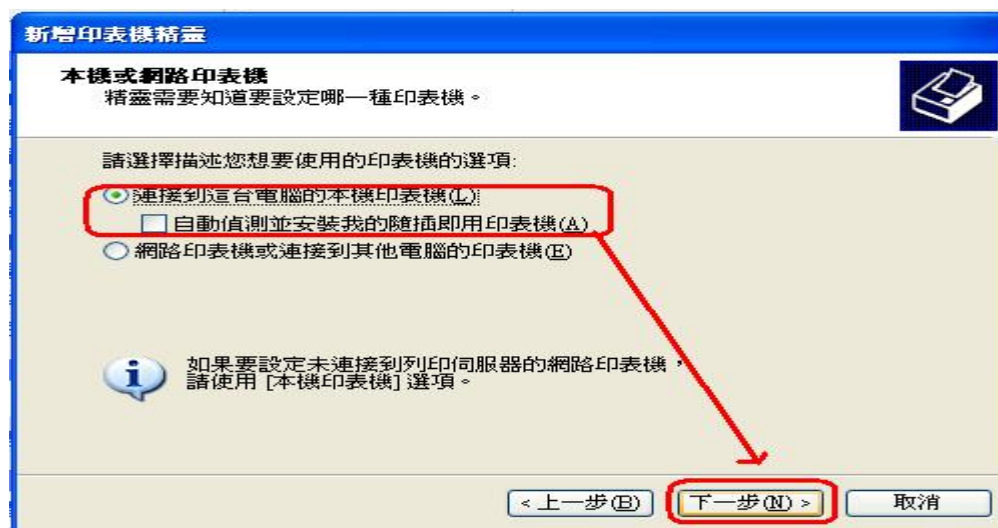 新增印表機精靈
本機或網路印表機
精靈需要知道要設定哪一種印表機。
請選擇描述您想要使用的印表機的選項:
連接到這台電腦的本機印表機(L)
自動偵測並安裝我的隨插即用印表機(A)
網路印表機或連接到其他電腦的印表機(E)
如果要設定未連接到列印伺服器的網路印表機,
請使用 [本機印表機] 選項。
<上一步(B) 下一步(N) > 取消